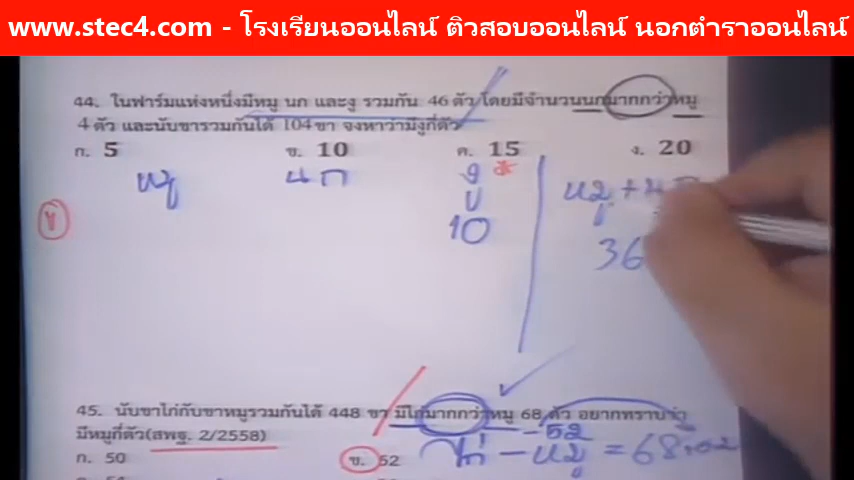 www.stec4.com - โรงเรียนออนไลน์ ติวสอบออนไลน์ นอกตำราออนไลน์
44. ในฟาร์มแห่งหนึ่งมีหมู นก และงู รวมกัน 46 ตัว โดยมีจำนวนนกมากกว่าหมู
4 ตัว และนับขารวมกันได้ 104 ขา จงหาว่ามีงูกี่ตัว
ก. 5 ข. 10 ค. 15 ง. 20
หมู นก งู
ข
ข
10
หมู + น
36
45. นับขาไก่กับขาหมูรวมกันได้ 448 ขา มีไก่มากกว่าหมู 68 ตัว อยากทราบว่า
มีหมูกี่ตัว(สพฐ. 2/2558)
- 52
ไก่ - หมู = 68
ก. 50 ข. 52